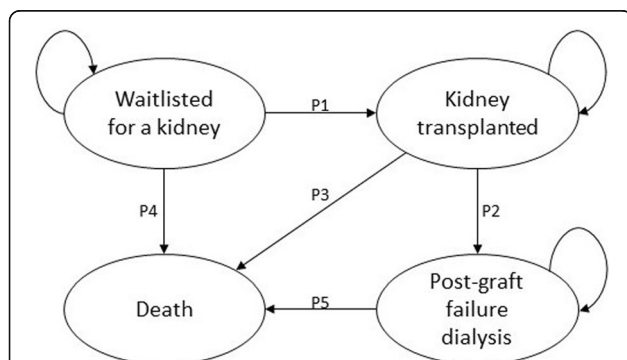 Waitlisted
for a kidney
P1
Kidney
transplanted
P4
P3
P2
Death
P5
Post-graft
failure
dialysis